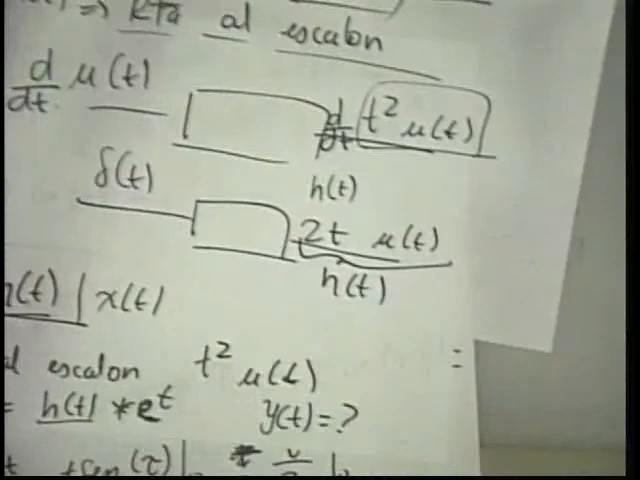 => Rta al escalon
d/dt μ(t)
d/dt t² μ(t)
δ(t)
h(t)
2t μ(t)
h(t)
h(t) | x(t)
escalon t² μ(t) =
= h(t) * e^t y(t)=?